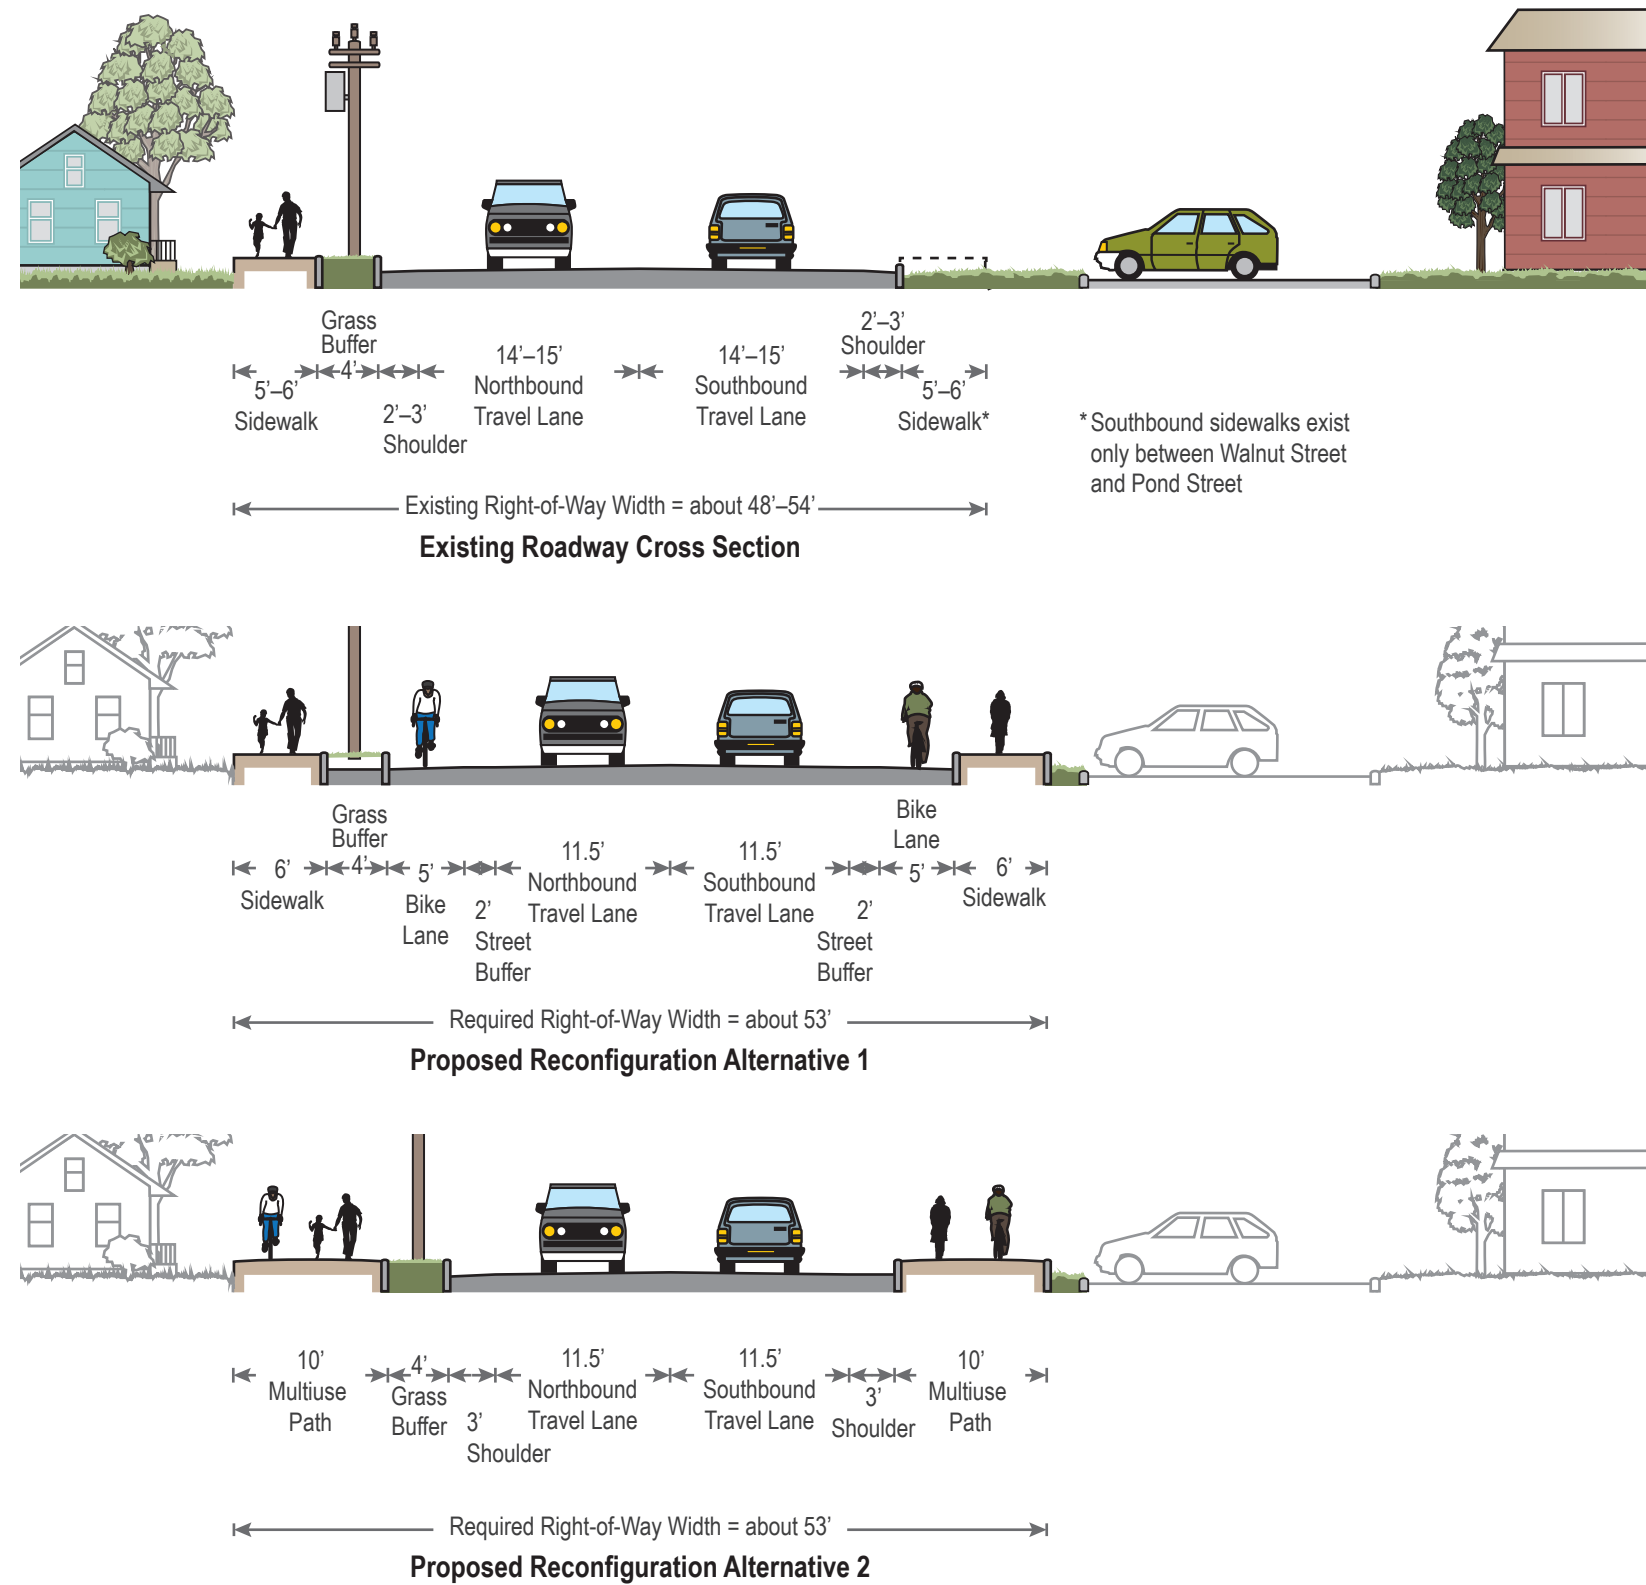 Grass
Buffer
4’
5’–6’
Sidewalk
2’–3’
Shoulder
14’–15’
Northbound
Travel Lane
14’–15’
Southbound
Travel Lane
2’–3’
Shoulder
5’–6’
Sidewalk*
* Southbound sidewalks exist
only between Walnut Street
and Pond Street
Existing Right-of-Way Width = about 48’–54’
Existing Roadway Cross Section
6’
Sidewalk
Grass
Buffer
4’
5’
Bike
Lane
2’
Street
Buffer
11.5’
Northbound
Travel Lane
11.5’
Southbound
Travel Lane
2’
Street
Buffer
Bike
Lane
5’
6’
Sidewalk
Required Right-of-Way Width = about 53’
Proposed Reconfiguration Alternative 1
10’
Multiuse
Path
4’
Grass
Buffer
3’
Shoulder
11.5’
Northbound
Travel Lane
11.5’
Southbound
Travel Lane
3’
Shoulder
10’
Multiuse
Path
Required Right-of-Way Width = about 53’
Proposed Reconfiguration Alternative 2